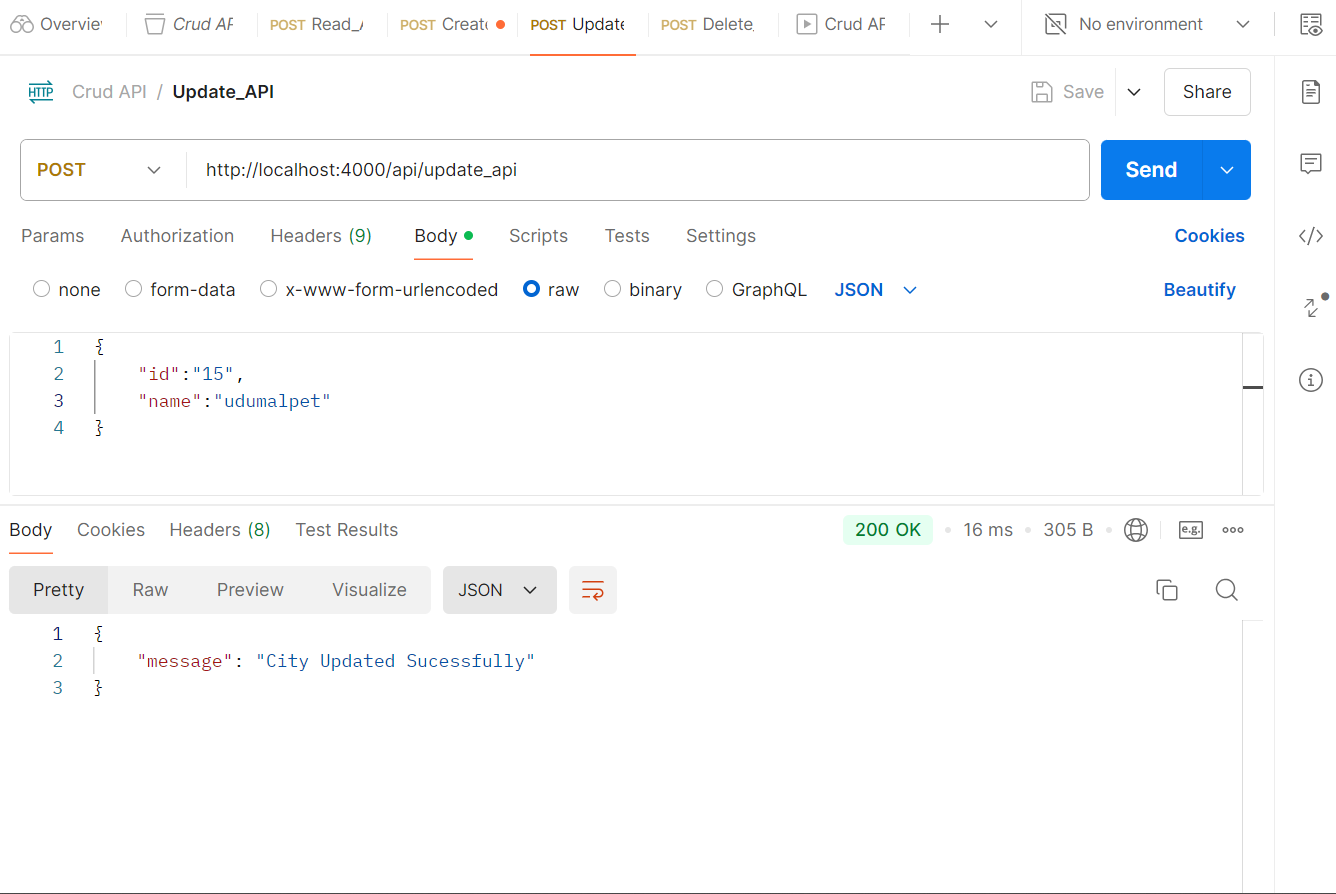 Overvie Crud AF POST Read_A POST Creat POST Update POST Delete Crud AF No environment
HTTP Crud API / Update_API Save Share
POST http://localhost:4000/api/update_api Send
Params Authorization Headers (9) Body Scripts Tests Settings Cookies
none form-data x-www-form-urlencoded raw binary GraphQL JSON Beautify
1 {
2 "id":"15",
3 "name":"udumalpet"
4 }
Body Cookies Headers (8) Test Results 200 OK 16 ms 305 B e.g.
Pretty Raw Preview Visualize JSON
1 {
2 "message": "City Updated Sucessfully"
3 }